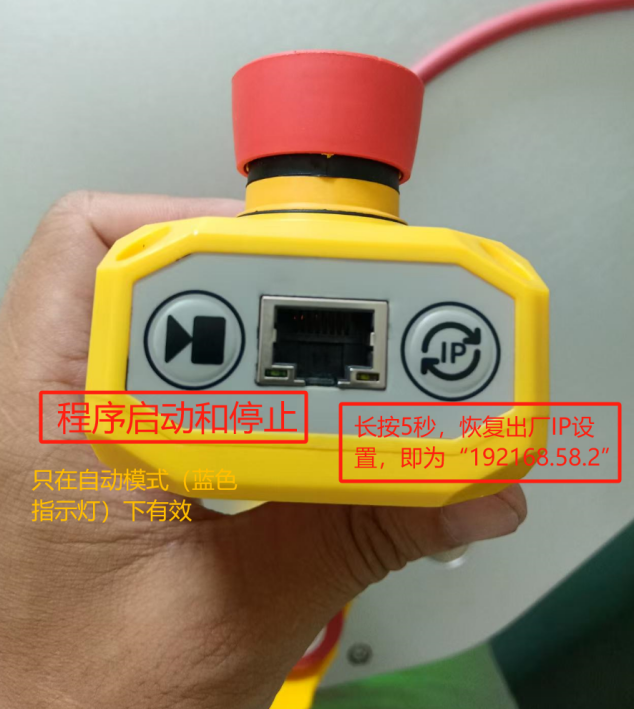 IP
程序启动和停止
长按5秒，恢复出厂IP设
置，即为“192168.58.2”
只在自动模式（蓝色
指示灯）下有效